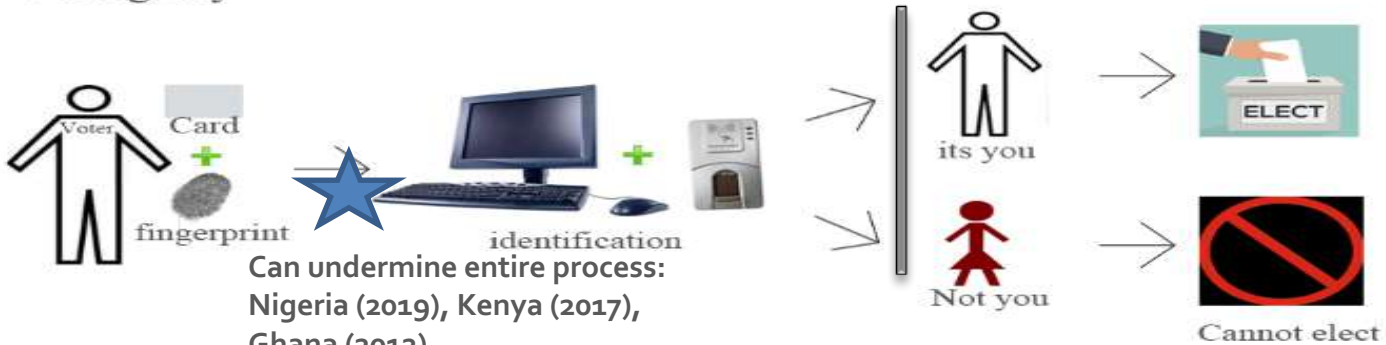 Voter
Card
fingerprint
identification
Can undermine entire process:
Nigeria (2019), Kenya (2017),
its you
ELECT
Not you
Cannot elect